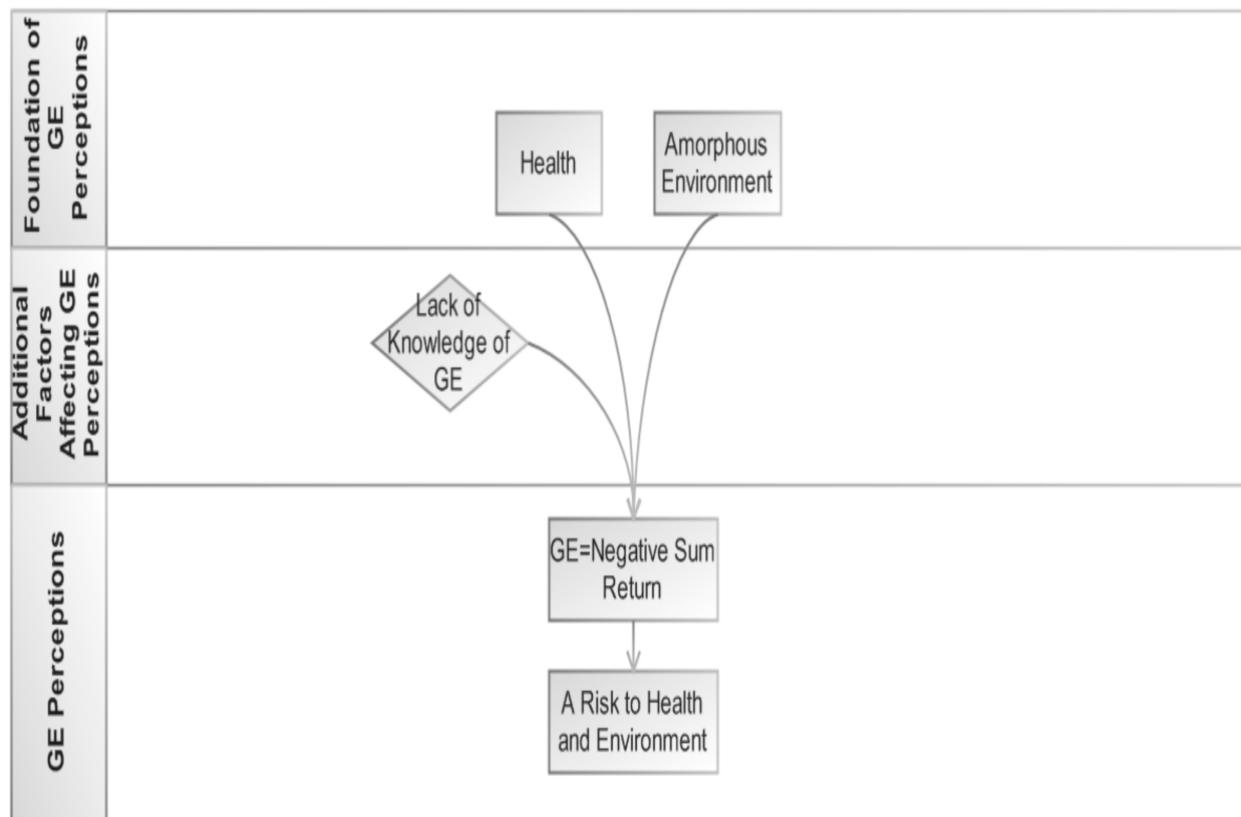 Foundation of
GE
Perceptions
Health
Amorphous
Environment
Additional
Factors
Affecting GE
Perceptions
Lack of
Knowledge of
GE
GE Perceptions
GE=Negative Sum
Return
A Risk to Health
and Environment